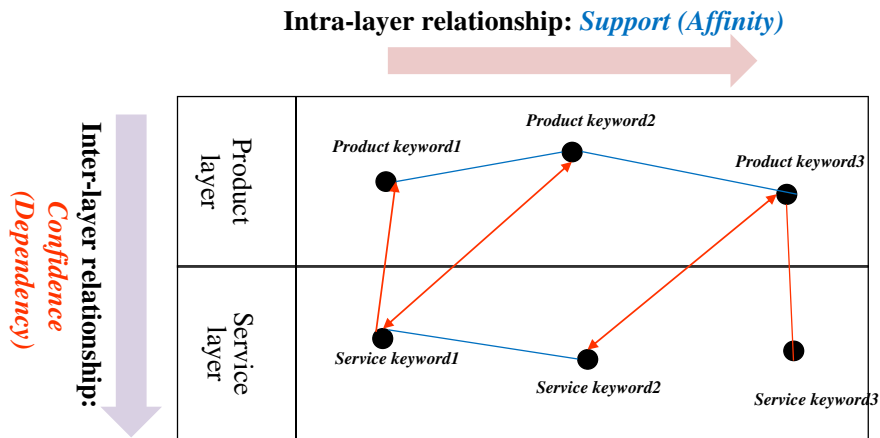 Intra-layer relationship: Support (Affinity)
Inter-layer relationship:
Confidence
(Dependency)
Product
layer
Product keyword1
Product keyword2
Product keyword3
Service
layer
Service keyword1
Service keyword2
Service keyword3